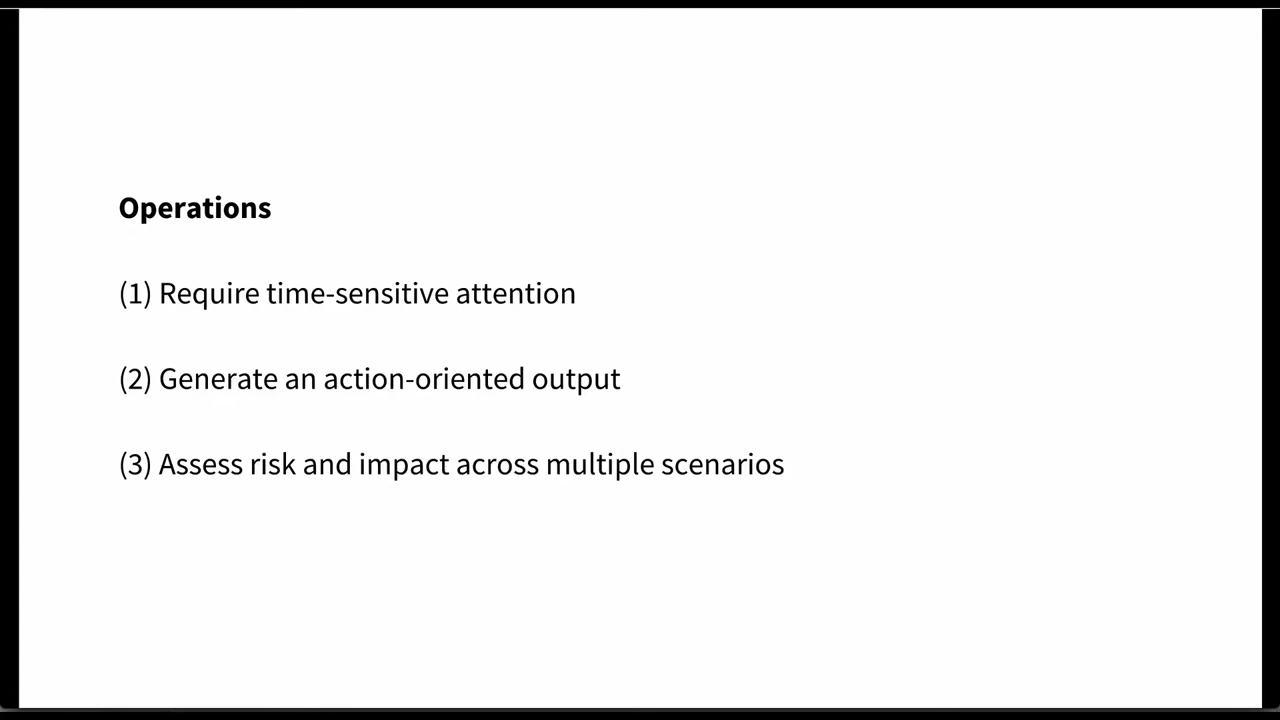 Operations
(1) Require time-sensitive attention
(2) Generate an action-oriented output
(3) Assess risk and impact across multiple scenarios